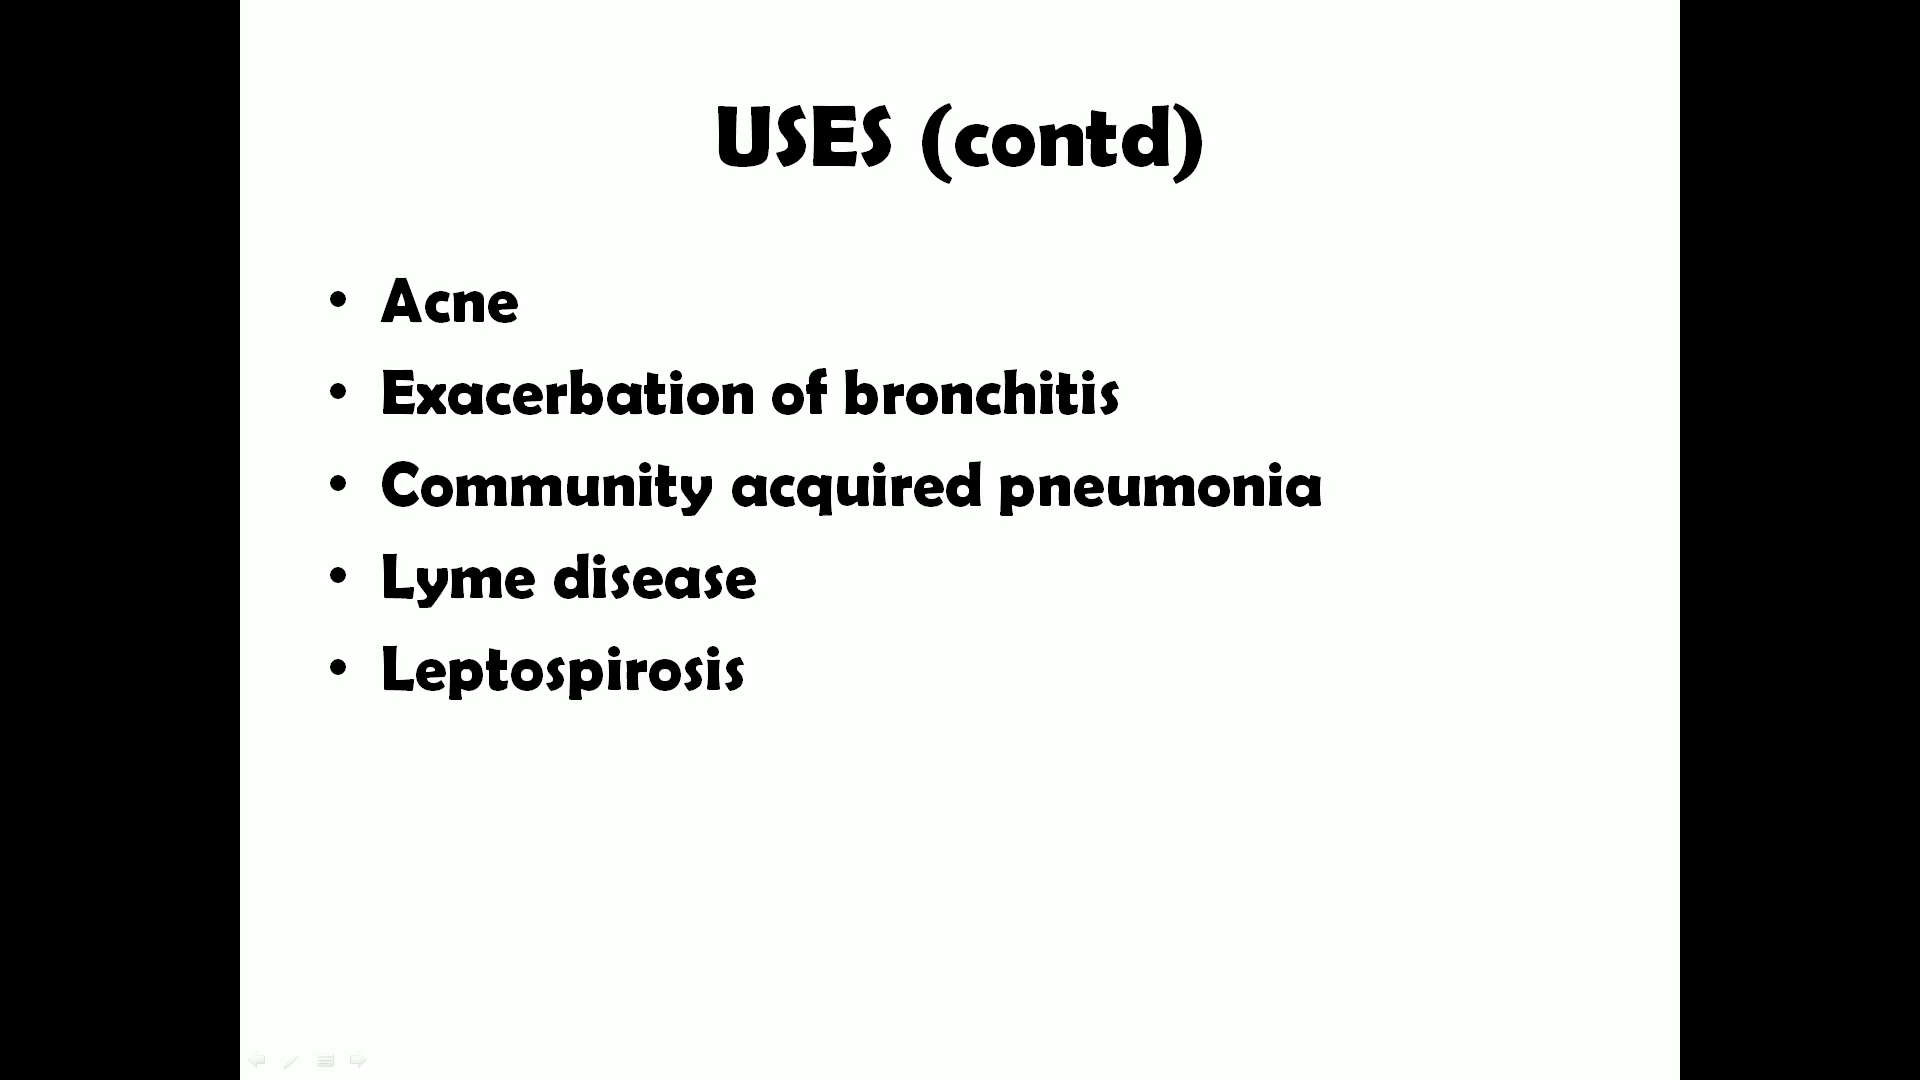 USES (contd)
• Acne
• Exacerbation of bronchitis
• Community acquired pneumonia
• Lyme disease
• Leptospirosis